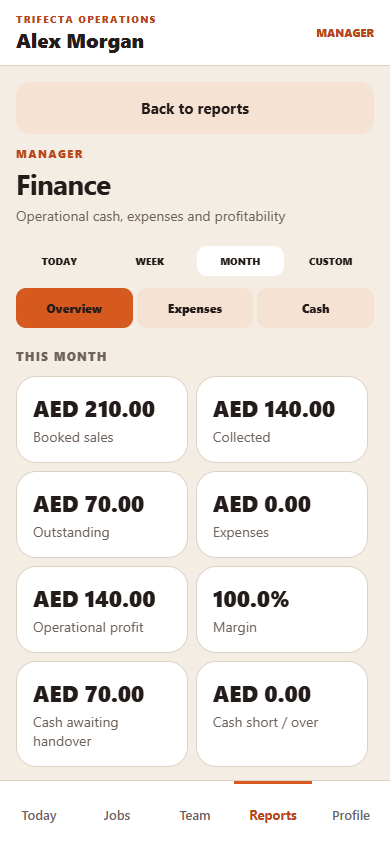 TRIFECTA OPERATIONS
Alex Morgan
MANAGER
Back to reports
MANAGER
Finance
Operational cash, expenses and profitability
TODAY WEEK MONTH CUSTOM
Overview Expenses Cash
THIS MONTH
AED 210.00 AED 140.00
Booked sales Collected
AED 70.00 AED 0.00
Outstanding Expenses
AED 140.00 100.0%
Operational profit Margin
AED 70.00 AED 0.00
Cash awaiting handover Cash short / over
Today Jobs Team Reports Profile